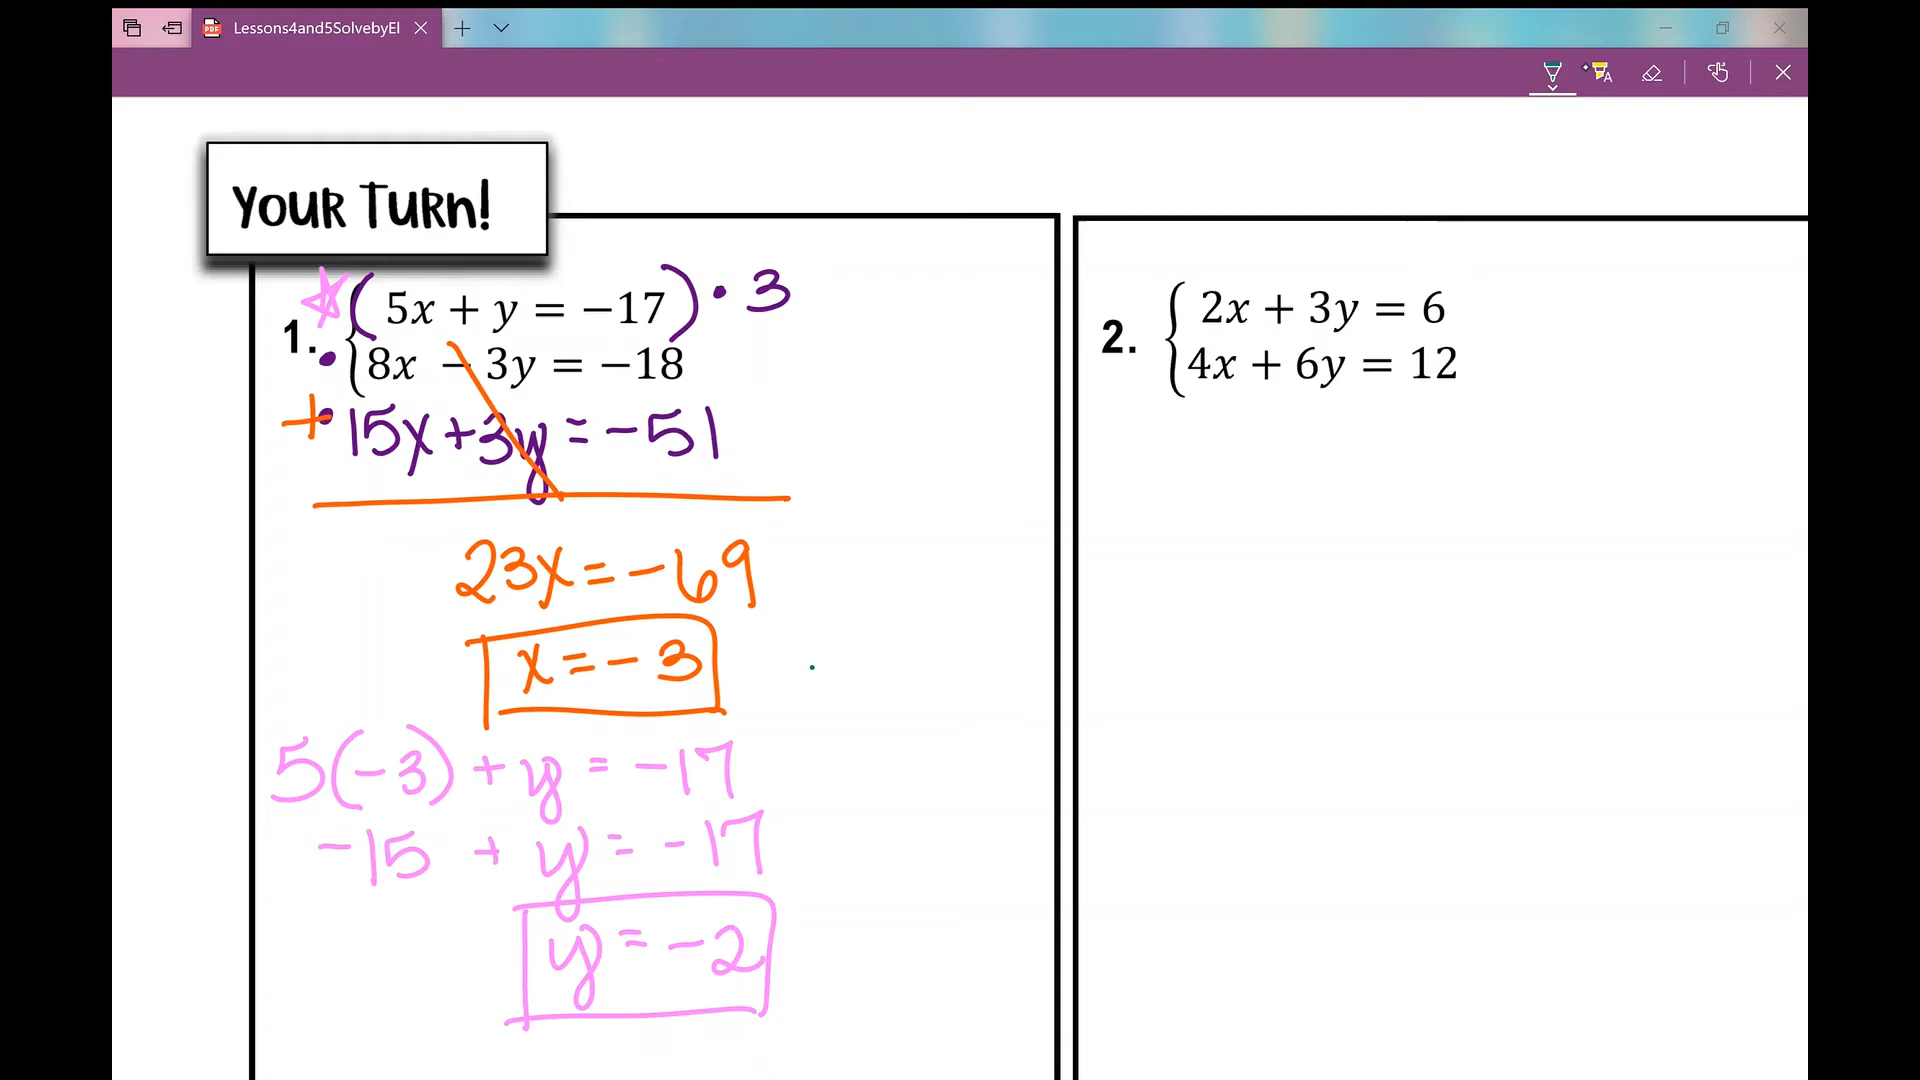 Lessons4and5SolvebyEl
Your Turn!
1.
( 5x + y = −17 ) • 3
8x − 3y = −18
+ 15x + 3y = −51
23x = −69
x = −3
5(−3) + y = −17
−15 + y = −17
y = −2
2.
2x + 3y = 6
4x + 6y = 12